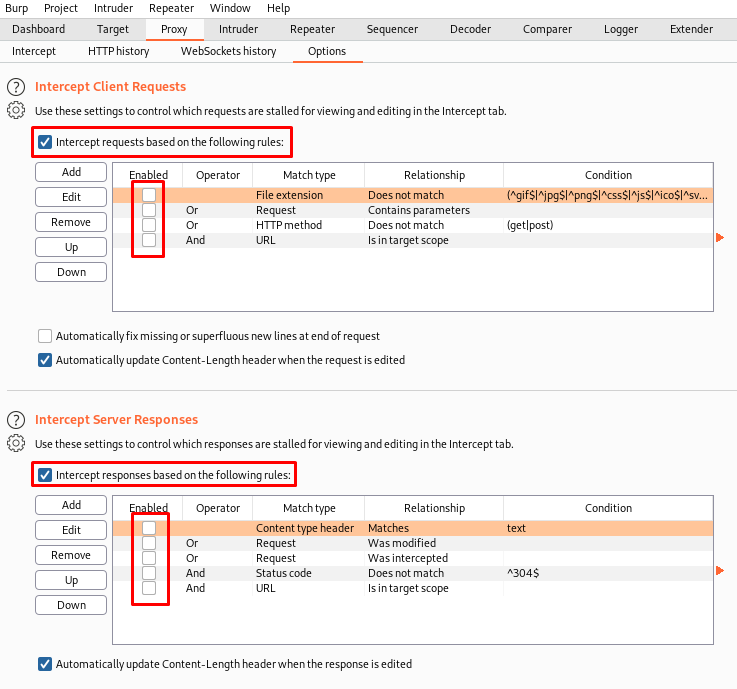 Burp Project Intruder Repeater Window Help
Dashboard Target Proxy Intruder Repeater Sequencer Decoder Comparer Logger Extender
Intercept HTTP history WebSockets history Options
? Intercept Client Requests
Use these settings to control which requests are stalled for viewing and editing in the Intercept tab.
Intercept requests based on the following rules:
Add
Edit
Remove
Up
Down
Enabled Operator Match type Relationship Condition
File extension Does not match (^gif$|^jpg$|^png$|^css$|^js$|^ico$|^sv...
Or Request Contains parameters
Or HTTP method Does not match (get|post)
And URL Is in target scope
Automatically fix missing or superfluous new lines at end of request
Automatically update Content-Length header when the request is edited
? Intercept Server Responses
Use these settings to control which responses are stalled for viewing and editing in the Intercept tab.
Intercept responses based on the following rules:
Add
Edit
Remove
Up
Down
Enabled Operator Match type Relationship Condition
Content type header Matches text
Or Request Was modified
Or Request Was intercepted
And Status code Does not match ^304$
And URL Is in target scope
Automatically update Content-Length header when the response is edited